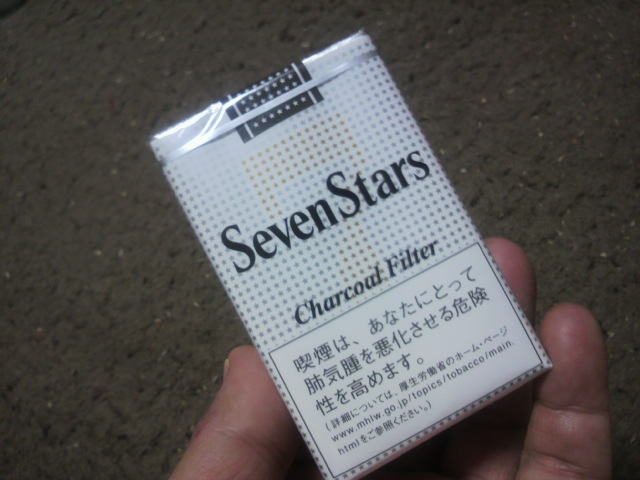 SevenStars
Charcoal Filter
喫煙は、あなたにとって
肺気腫を悪化させる危険
性を高めます。
(詳細については、厚生労働省のホーム・ページ
www.mhlw.go.jp/topics/tobacco/main.
htmlをご参照ください。)